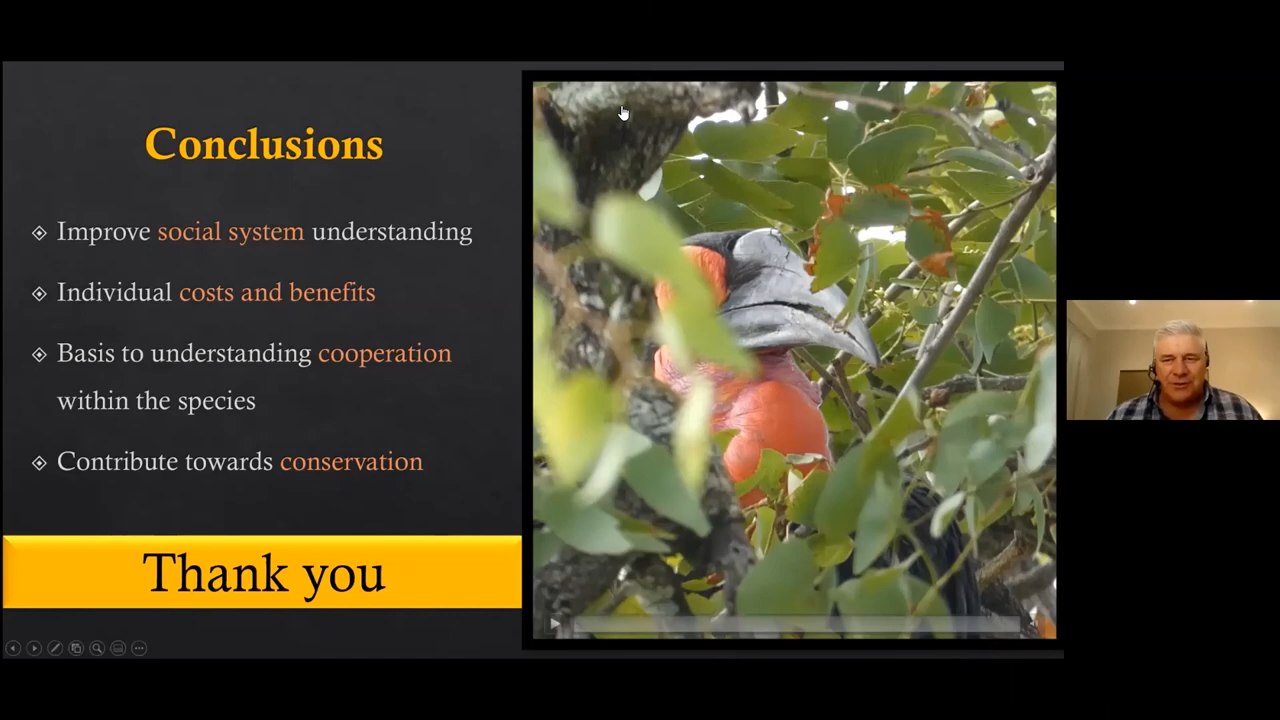 Conclusions
Improve social system understanding
Individual costs and benefits
Basis to understanding cooperation
within the species
Contribute towards conservation
Thank you